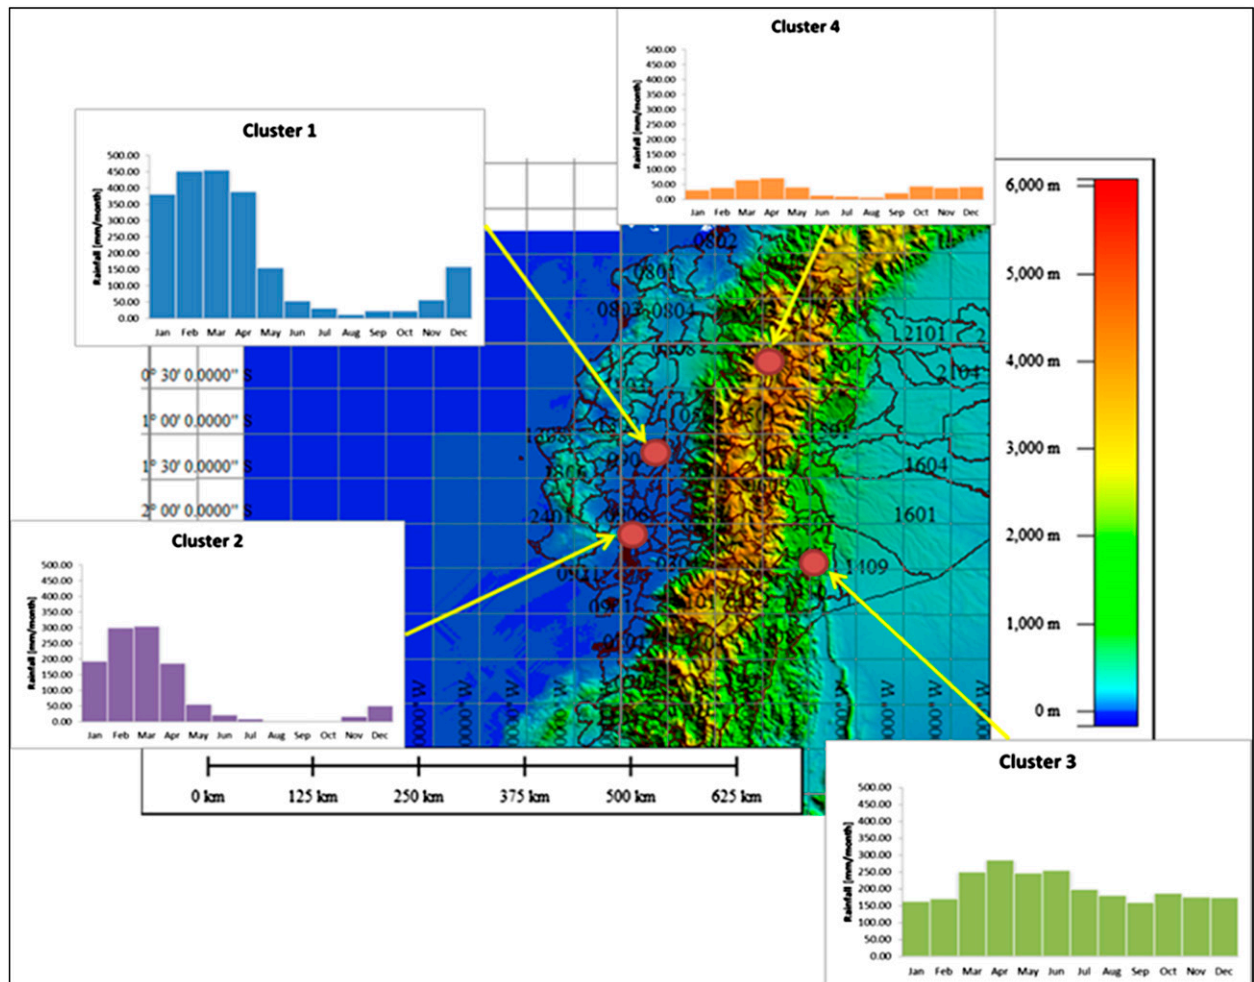 Cluster 4
500.00
450.00
400.00
350.00
300.00
250.00
200.00
150.00
100.00
50.00
0.00
Rainfall [mm/month]
Jan Feb Mar Apr May Jun Jul Aug Sep Oct Nov Dec
Cluster 1
500.00
450.00
400.00
350.00
300.00
250.00
200.00
150.00
100.00
50.00
0.00
Rainfall [mm/month]
Jan Feb Mar Apr May Jun Jul Aug Sep Oct Nov Dec
6,000 m
5,000 m
4,000 m
3,000 m
2,000 m
1,000 m
0 m
0802
0801
0803 0804
2101
2104
0° 30' 0.0000" S
1° 00' 0.0000" S
1° 30' 0.0000" S
2° 00' 0.0000" S
1604
2401
1601
1409
Cluster 2
500.00
450.00
400.00
350.00
300.00
250.00
200.00
150.00
100.00
50.00
0.00
Rainfall [mm/month]
Jan Feb Mar Apr May Jun Jul Aug Sep Oct Nov Dec
0 km 125 km 250 km 375 km 500 km 625 km
Cluster 3
500.00
450.00
400.00
350.00
300.00
250.00
200.00
150.00
100.00
50.00
0.00
Rainfall [mm/month]
Jan Feb Mar Apr May Jun Jul Aug Sep Oct Nov Dec